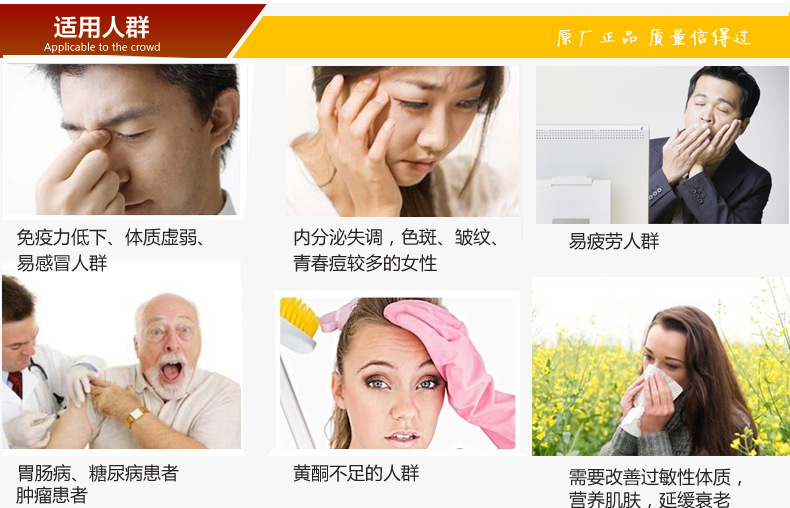 适用人群
Applicable to the crowd
原厂正品 质量信得过
免疫力低下、体质虚弱、
易感冒人群
内分泌失调，色斑、皱纹、
青春痘较多的女性
易疲劳人群
胃肠病、糖尿病患者
肿瘤患者
黄酮不足的人群
需要改善过敏性体质，
营养肌肤，延缓衰老